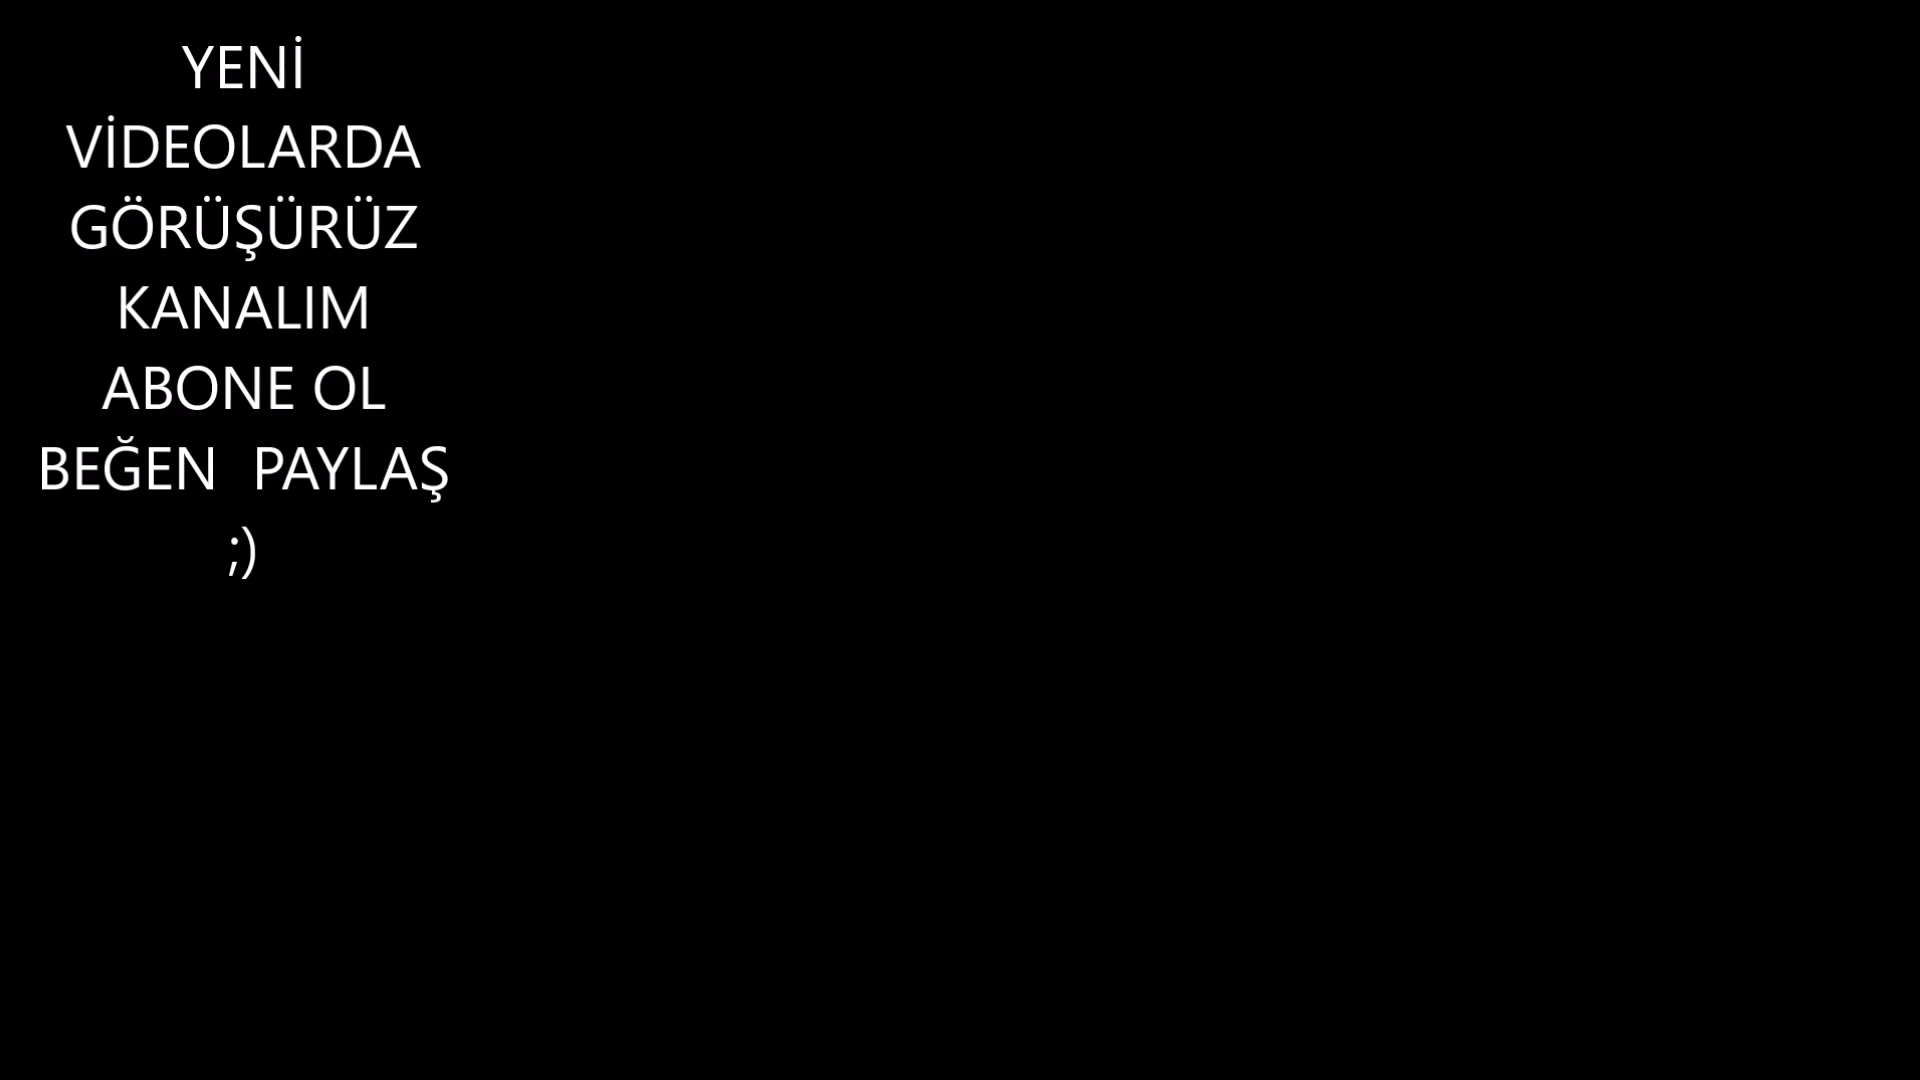 YENİ
VİDEOLARDA
GÖRÜŞÜRÜZ
KANALIM
ABONE OL
BEĞEN  PAYLAŞ
;)